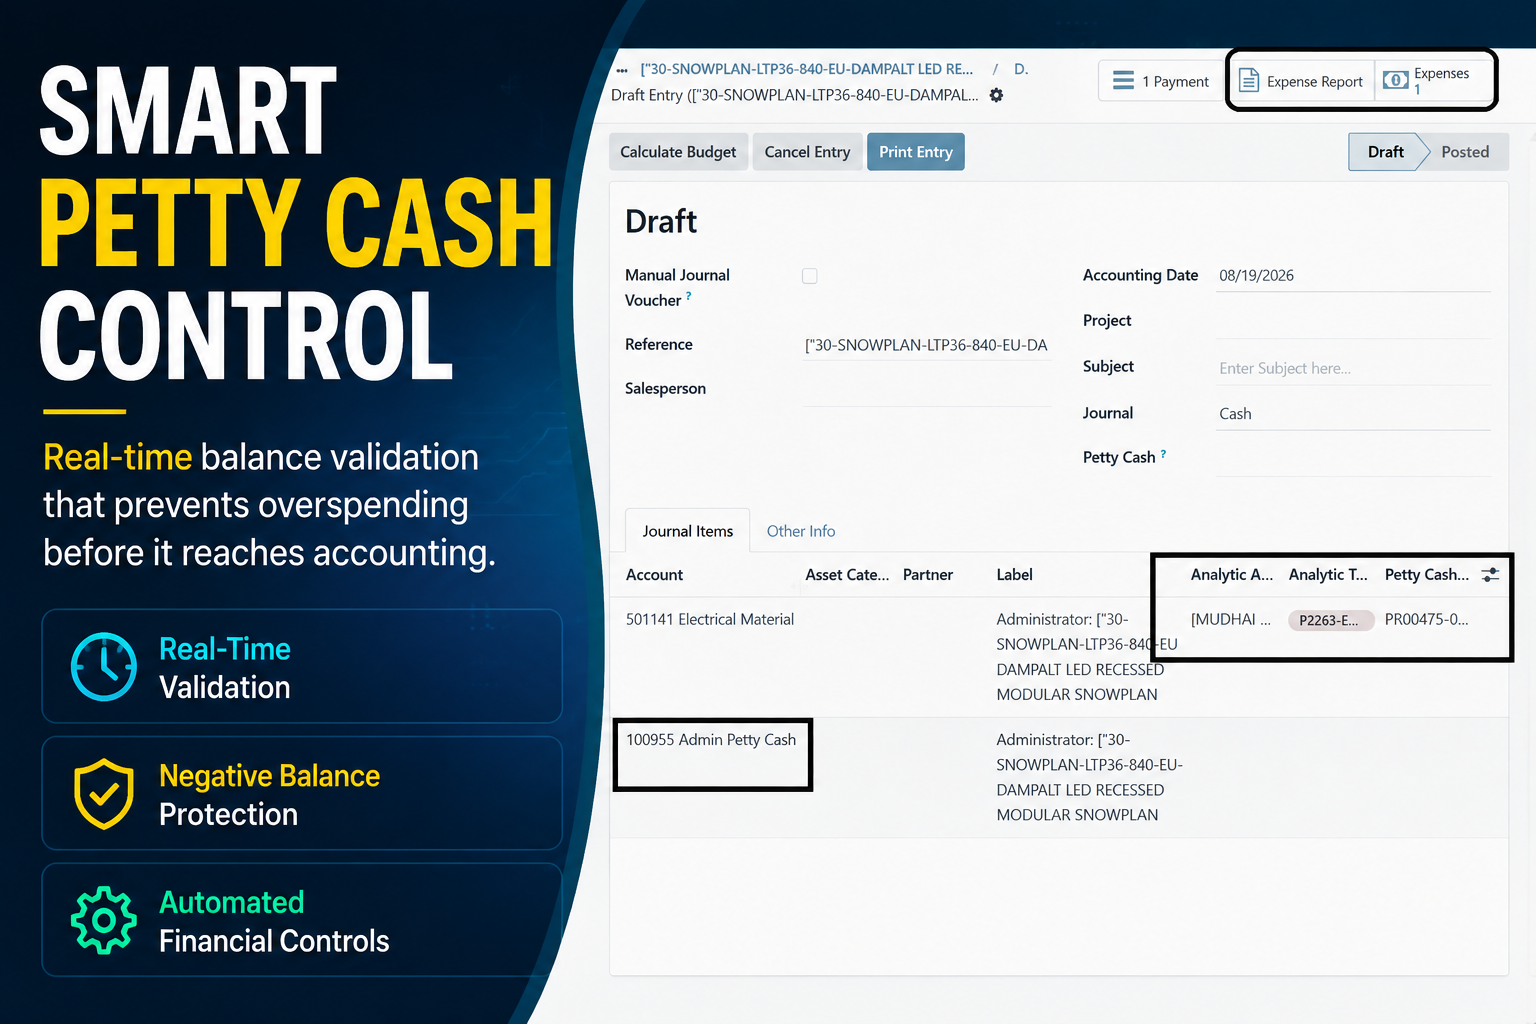 SMART
PETTY CASH
CONTROL
Real-time balance validation
that prevents overspending
before it reaches accounting.
Real-Time
Validation
Negative Balance
Protection
Automated
Financial Controls
... ["30-SNOWPLAN-LTP36-840-EU-DAMPALT LED RE... / D.
Draft Entry (["30-SNOWPLAN-LTP36-840-EU-DAMPAL...
1 Payment
Expense Report
Expenses
1
Calculate Budget
Cancel Entry
Print Entry
Draft
Posted
Draft
Manual Journal
Voucher ?
Reference
["30-SNOWPLAN-LTP36-840-EU-DA
Salesperson
Accounting Date
08/19/2026
Project
Subject
Enter Subject here...
Journal
Cash
Petty Cash ?
Journal Items
Other Info
Account
Asset Cate...
Partner
Label
Analytic A...
Analytic T...
Petty Cash...
501141 Electrical Material
Administrator: ["30-
SNOWPLAN-LTP36-840-EU
DAMPALT LED RECESSED
MODULAR SNOWPLAN
[MUDHAI ...
P2263-E...
PR00475-0...
100955 Admin Petty Cash
Administrator: ["30-
SNOWPLAN-LTP36-840-EU-
DAMPALT LED RECESSED
MODULAR SNOWPLAN